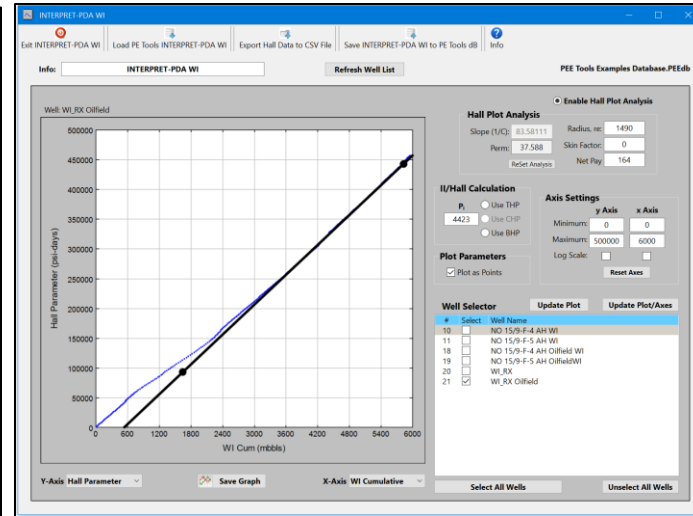 INTERPRET-PDA WI
Exit INTERPRET-PDA WI
Load PE Tools INTERPRET-PDA WI
Export Hall Data to CSV File
Save INTERPRET-PDA WI to PE Tools dB
Info
Info: INTERPRET-PDA WI Refresh Well List PEE Tools Examples Database.PEEdb
Enable Hall Plot Analysis
Well: WI_RX Oilfield
Hall Plot Analysis
Slope (1/C): 83.58111 Radius, re: 1490
Perm: 37.588 Skin Factor: 0
ReSet Analysis Net Pay 164
II/Hall Calculation
Pi Use THP
4423 Use CHP
Use BHP
Axis Settings
y Axis x Axis
Minimum: 0 0
Maximum: 500000 6000
Log Scale:
Reset Axes
Plot Parameters
Plot as Points
Well Selector Update Plot Update Plot/Axes
# Select Well Name
10 NO 15/9-F-4 AH WI
11 NO 15/9-F-5 AH WI
18 NO 15/9-F-4 AH Oilfield WI
19 NO 15/9-F-5 AH OilfieldWI
20 WI_RX
21 WI_RX Oilfield
Select All Wells Unselect All Wells
Hall Parameter (psi-days)
500000
450000
400000
350000
300000
250000
200000
150000
100000
50000
0
0 600 1200 1800 2400 3000 3600 4200 4800 5400 6000
WI Cum (mbbls)
Y-Axis Hall Parameter Save Graph X-Axis WI Cumulative